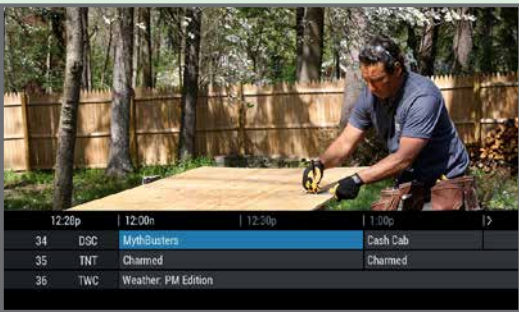 12:28p | 12:00n | 12:30p | 1:00p |>
34 DSC MythBusters Cash Cab
35 TNT Charmed Charmed
36 TWC Weather: PM Edition